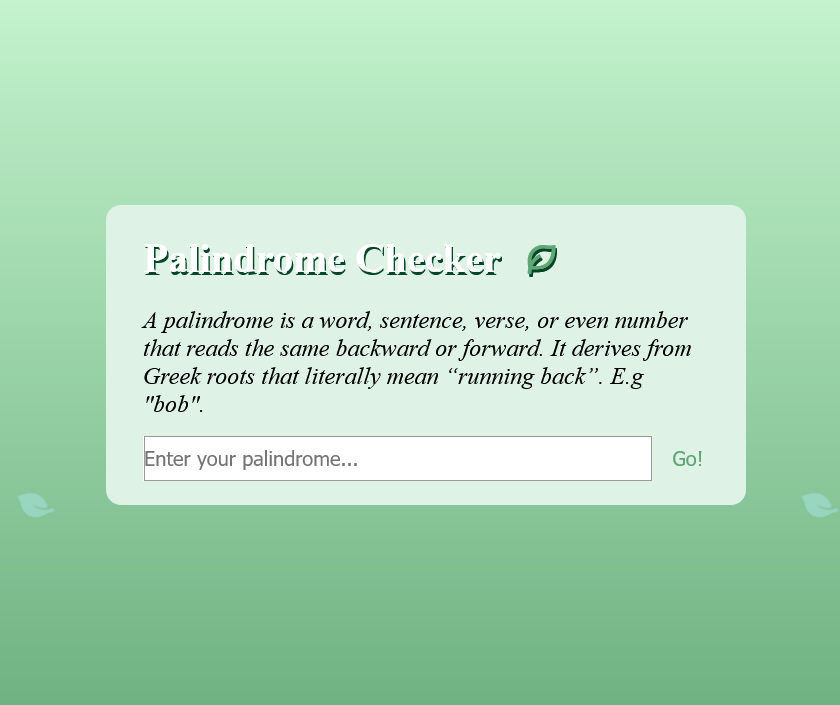 Palindrome Checker
A palindrome is a word, sentence, verse, or even number
that reads the same backward or forward. It derives from
Greek roots that literally mean “running back”. E.g
"bob".
Enter your palindrome...
Go!